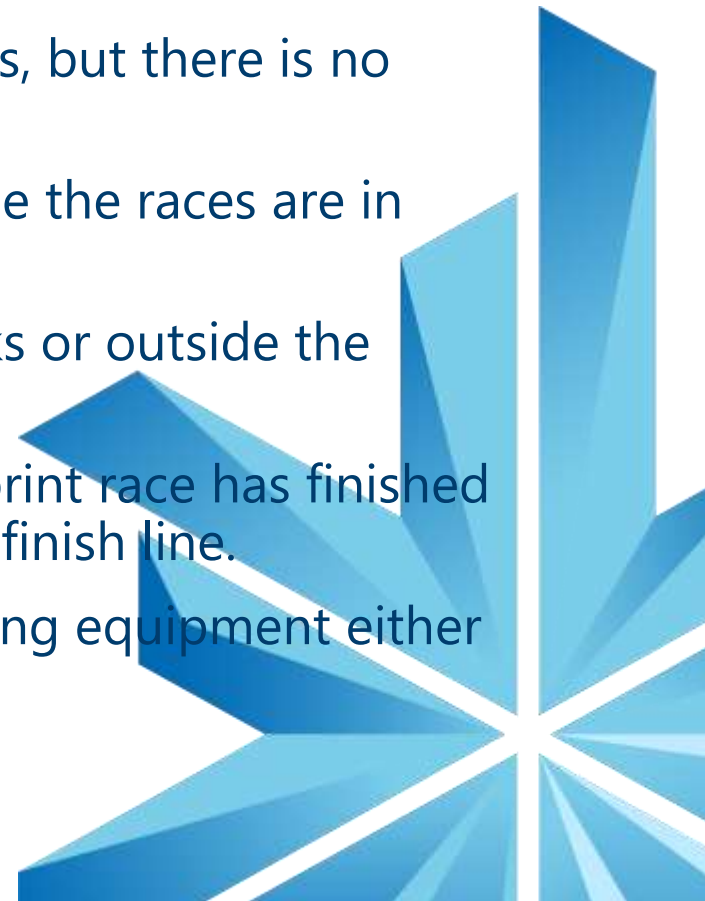 s, but there is no
e the races are in
ks or outside the
rint race has finished
finish line.
ng equipment either